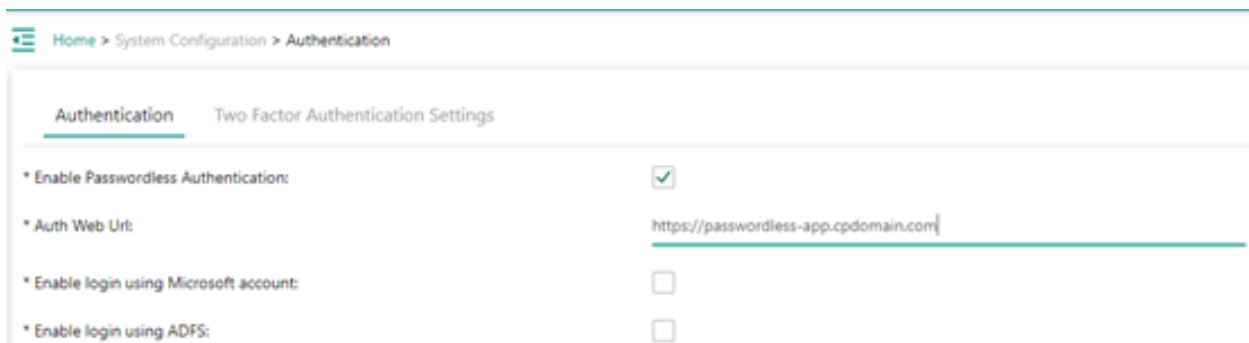 Home > System Configuration > Authentication
Authentication Two Factor Authentication Settings
* Enable Passwordless Authentication:
* Auth Web Url: https://passwordless-app.cpdomain.com
* Enable login using Microsoft account:
* Enable login using ADFS: